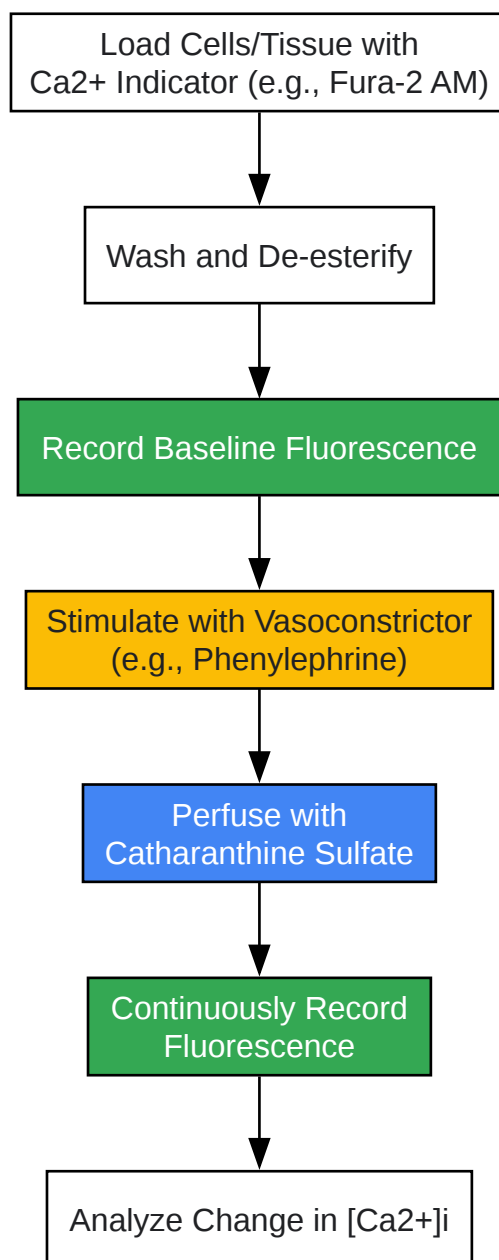 Load Cells/Tissue with
Ca2+ Indicator (e.g., Fura-2 AM)
Wash and De-esterify
Record Baseline Fluorescence
Stimulate with Vasoconstrictor
(e.g., Phenylephrine)
Perfuse with
Catharanthine Sulfate
Continuously Record
Fluorescence
Analyze Change in [Ca2+]i